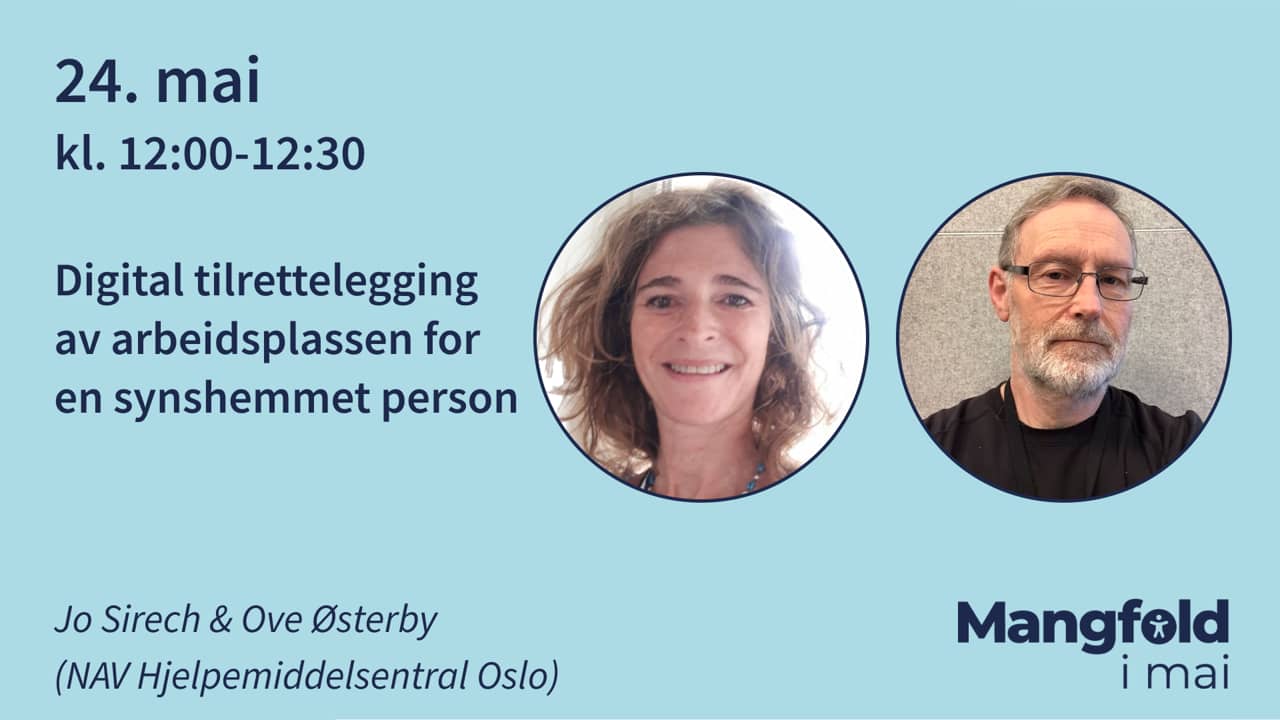 24. mai
kl. 12:00-12:30
Digital tilrettelegging
av arbeidsplassen for
en synshemmet person
Jo Sirech & Ove Østerby
(NAV Hjelpemiddelsentral Oslo)
Mangfold
i mai